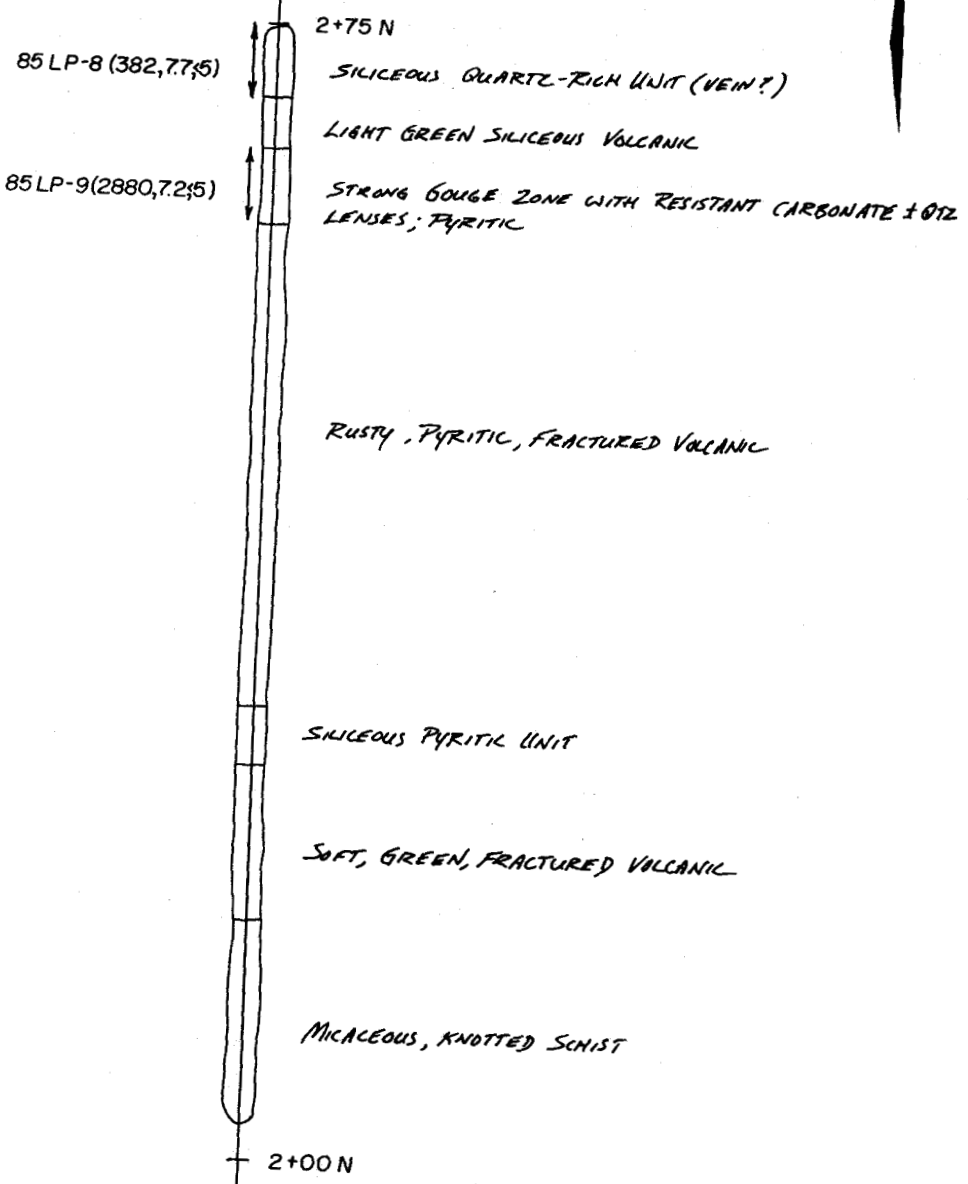 2+75 N
85 LP-8 (382,7.7;5)
SILICEOUS QUARTZ-RICH UNIT (VEIN?)
LIGHT GREEN SILICEOUS VOLCANIC
85 LP-9 (2880,7.2;5)
STRONG GOUGE ZONE WITH RESISTANT CARBONATE ± QTZ
LENSES; PYRITIC
RUSTY, PYRITIC, FRACTURED VOLCANIC
SILICEOUS PYRITIC UNIT
SOFT, GREEN, FRACTURED VOLCANIC
MICACEOUS, KNOTTED SCHIST
2+00 N